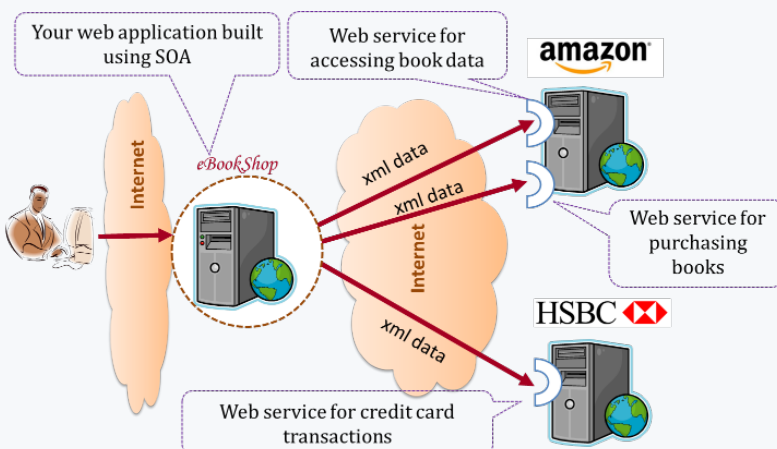 Your web application built
using SOA
Web service for
accessing book data
amazon
eBookShop
Internet
Internet
xml data
xml data
xml data
Web service for
purchasing
books
HSBC
Web service for credit card
transactions